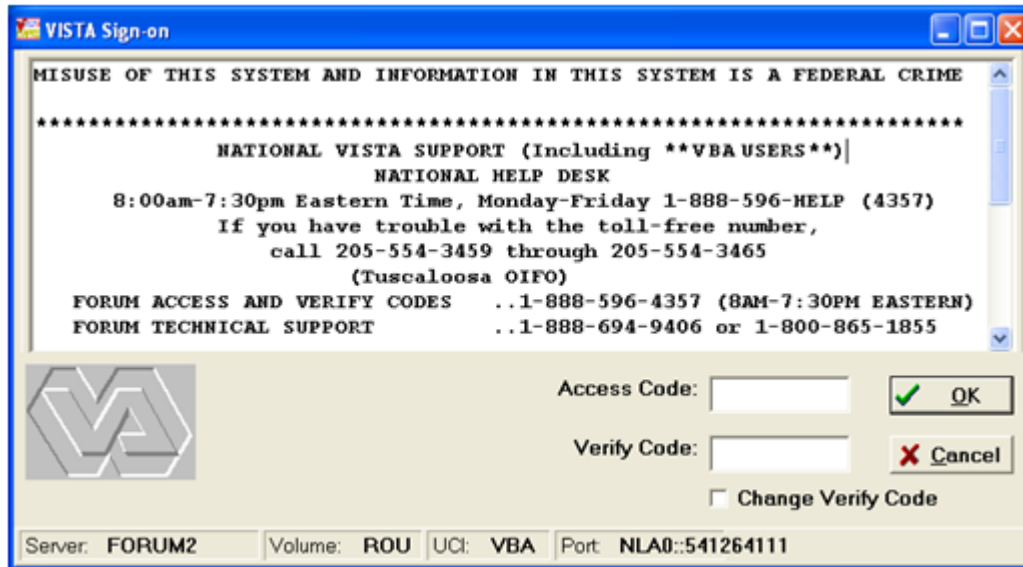 VISTA Sign-on
MISUSE OF THIS SYSTEM AND INFORMATION IN THIS SYSTEM IS A FEDERAL CRIME
***********************************************************************
NATIONAL VISTA SUPPORT (Including **VBA USERS**)
NATIONAL HELP DESK
8:00am-7:30pm Eastern Time, Monday-Friday 1-888-596-HELP (4357)
If you have trouble with the toll-free number,
call 205-554-3459 through 205-554-3465
(Tuscaloosa OIFO)
FORUM ACCESS AND VERIFY CODES ..1-888-596-4357 (8AM-7:30PM EASTERN)
FORUM TECHNICAL SUPPORT ..1-888-694-9406 or 1-800-865-1855
VA
Access Code:
OK
Verify Code:
Cancel
Change Verify Code
Server: FORUM2 Volume: ROU UCI: VBA Port: NLA0::541264111